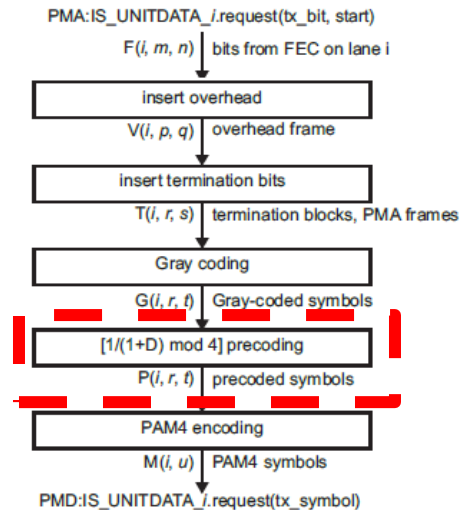 PMA:IS_UNITDATA_i.request(tx_bit, start)
F(i, m, n) bits from FEC on lane i
insert overhead
V(i, p, q) overhead frame
insert termination bits
T(i, r, s) termination blocks, PMA frames
Gray coding
G(i, r, t) Gray-coded symbols
[1/(1+D) mod 4] precoding
P(i, r, t) precoded symbols
PAM4 encoding
M(i, u) PAM4 symbols
PMD:IS_UNITDATA_i.request(tx_symbol)